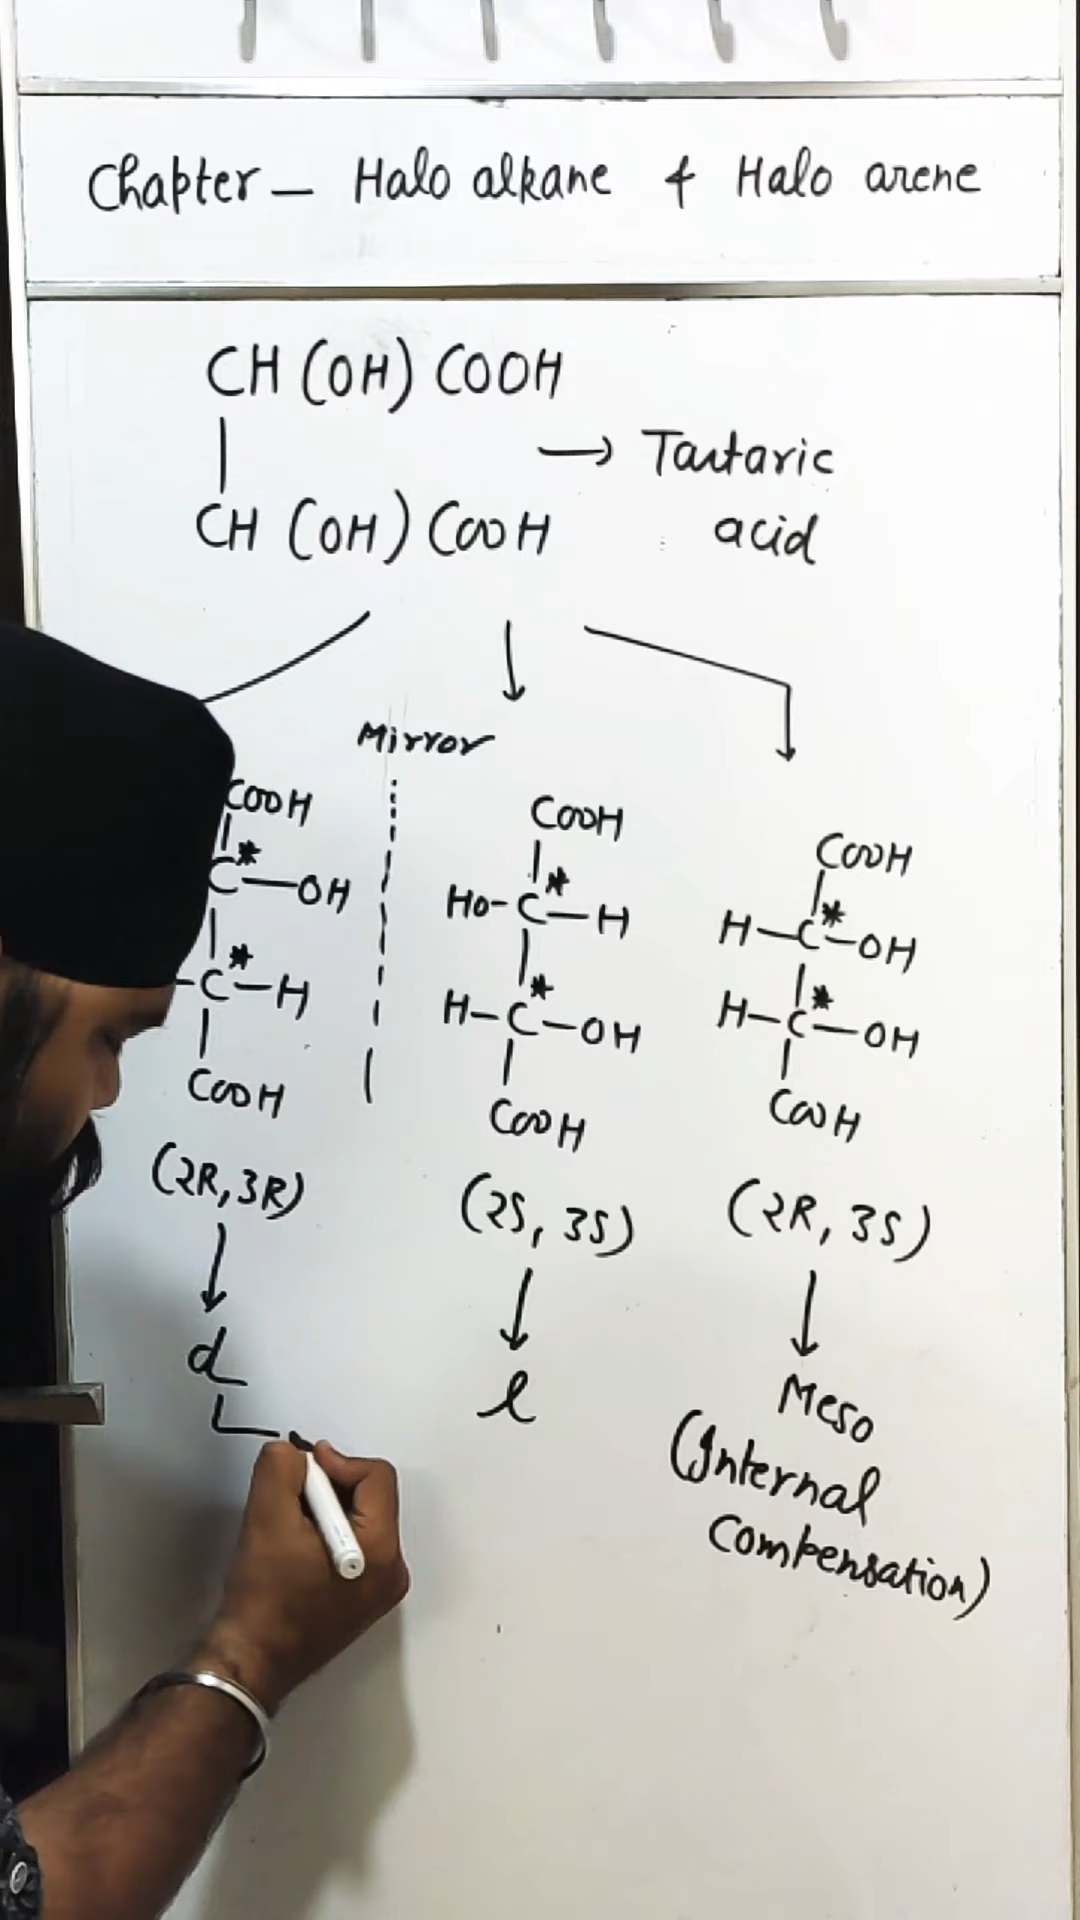 Chapter — Halo alkane & Halo arene
CH (OH) COOH
|
CH (OH) COOH
→ Tartaric
acid
Mirror
COOH
|
C*—OH
|
—C*—H
|
COOH
(2R, 3R)
↓
d
COOH
|
HO—C*—H
|
H—C*—OH
|
COOH
(2S, 3S)
↓
l
COOH
|
H—C*—OH
|
H—C*—OH
|
COOH
(2R, 3S)
↓
Meso
(Internal
Compensation)